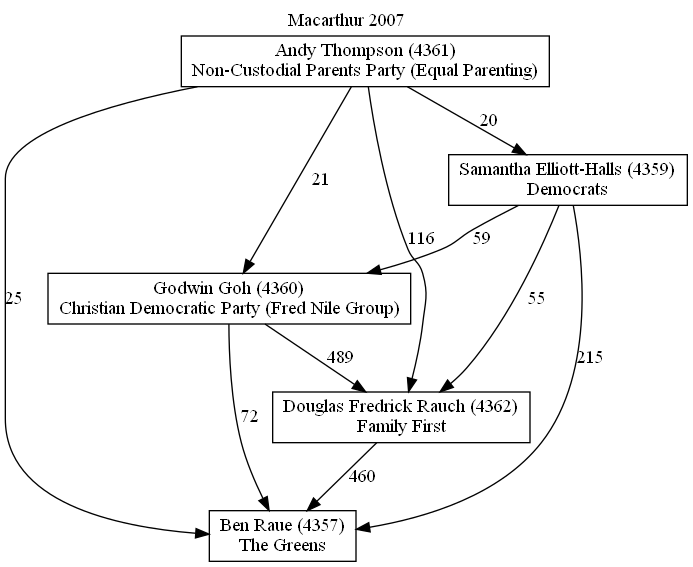 Macarthur 2007
Andy Thompson (4361)
Non-Custodial Parents Party (Equal Parenting)
20
Samantha Elliott-Halls (4359)
Democrats
21
116
59
Godwin Goh (4360)
Christian Democratic Party (Fred Nile Group)
25
55
489
215
Douglas Fredrick Rauch (4362)
Family First
72
460
Ben Raue (4357)
The Greens